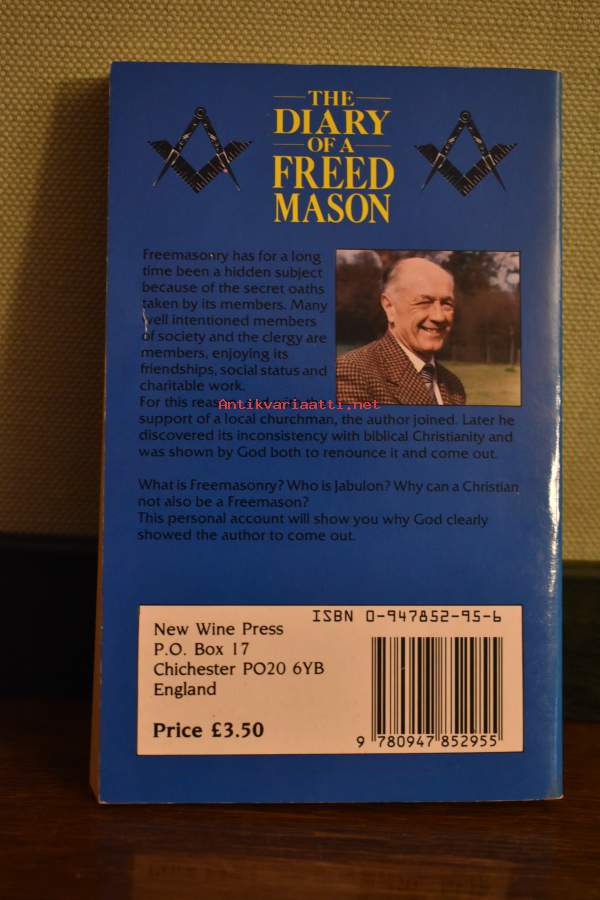 THE
DIARY
OF A
FREED
MASON
Freemasonry has for a long
time been a hidden subject
because of the secret oaths
taken by its members. Many
well intentioned members
of society and the clergy are
members, enjoying its
friendships, social status and
charitable work.
For this
Antikvariaatti.net
support of a local churchman, the author joined. Later he
discovered its inconsistency with biblical Christianity and
was shown by God both to renounce it and come out.
What is Freemasonry? Who is Jabulon? Why can a Christian
not also be a Freemason?
This personal account will show you why God clearly
showed the author to come out.
ISBN 0-947852-95-6
New Wine Press
P.O. Box 17
Chichester PO20 6YB
England
Price £3.50
9 780947 852955